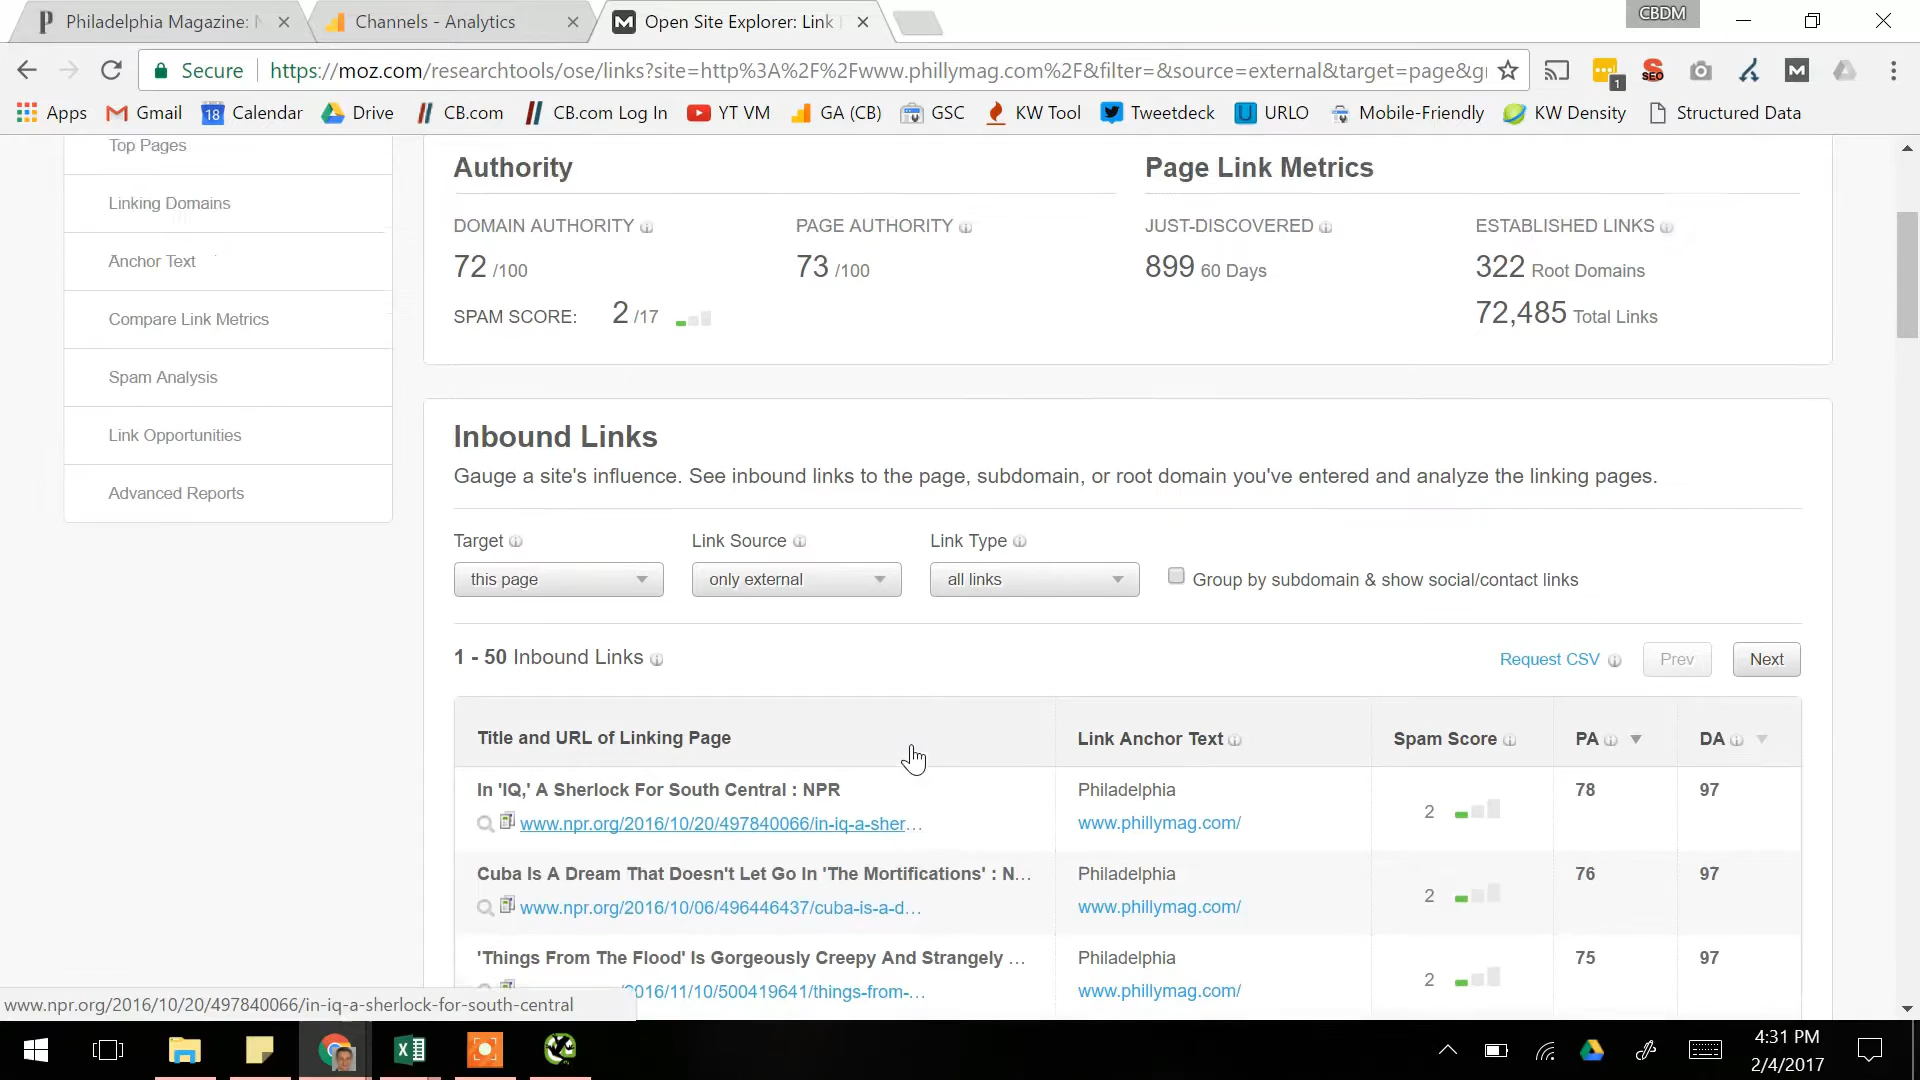 Philadelphia Magazine:
Channels - Analytics
Open Site Explorer: Link
CBDM
Secure
https://moz.com/researchtools/ose/links?site=http%3A%2F%2Fwww.phillymag.com%2F&filter=&source=external&target=page&g
SEO
1
Apps
Gmail
18
Calendar
Drive
CB.com
CB.com Log In
YT VM
GA (CB)
GSC
KW Tool
Tweetdeck
URLO
Mobile-Friendly
KW Density
Structured Data
Top Pages
Linking Domains
Anchor Text
Compare Link Metrics
Spam Analysis
Link Opportunities
Advanced Reports
Authority
DOMAIN AUTHORITY
PAGE AUTHORITY
72 /100
73 /100
SPAM SCORE: 2 /17
Page Link Metrics
JUST-DISCOVERED
ESTABLISHED LINKS
899 60 Days
322 Root Domains
72,485 Total Links
Inbound Links
Gauge a site's influence. See inbound links to the page, subdomain, or root domain you've entered and analyze the linking pages.
Target
Link Source
Link Type
this page
only external
all links
Group by subdomain & show social/contact links
1 - 50 Inbound Links
Request CSV
Prev
Next
Title and URL of Linking Page
Link Anchor Text
Spam Score
PA
DA
In 'IQ,' A Sherlock For South Central : NPR
www.npr.org/2016/10/20/497840066/in-iq-a-sher...
Philadelphia
www.phillymag.com/
2
78
97
Cuba Is A Dream That Doesn't Let Go In 'The Mortifications' : N...
www.npr.org/2016/10/06/496446437/cuba-is-a-d...
Philadelphia
www.phillymag.com/
2
76
97
'Things From The Flood' Is Gorgeously Creepy And Strangely ...
2016/11/10/500419641/things-from-...
Philadelphia
www.phillymag.com/
2
75
97
www.npr.org/2016/10/20/497840066/in-iq-a-sherlock-for-south-central
4:31 PM
2/4/2017